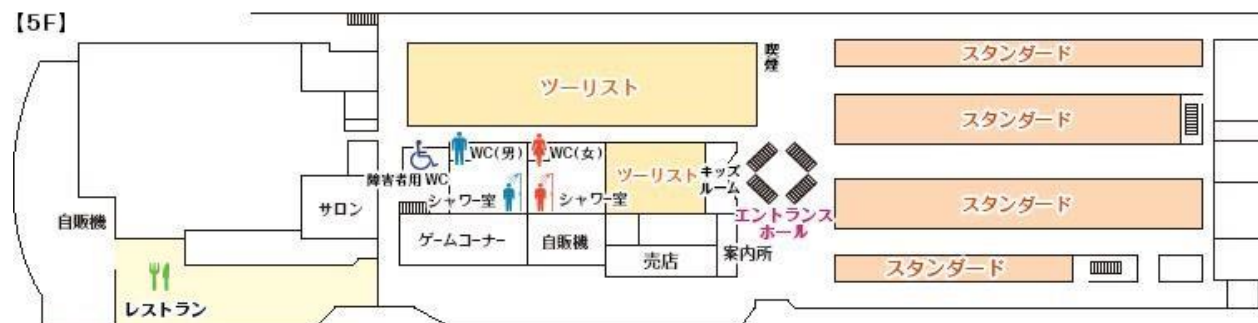 【5F】
喫煙
スタンダード
ツーリスト
スタンダード
WC(男)
WC(女)
障害者用 WC
ツーリスト
キッズ
ルーム
シャワー室
シャワー室
サロン
スタンダード
自販機
エントランス
ホール
ゲームコーナー
自販機
売店
案内所
スタンダード
レストラン